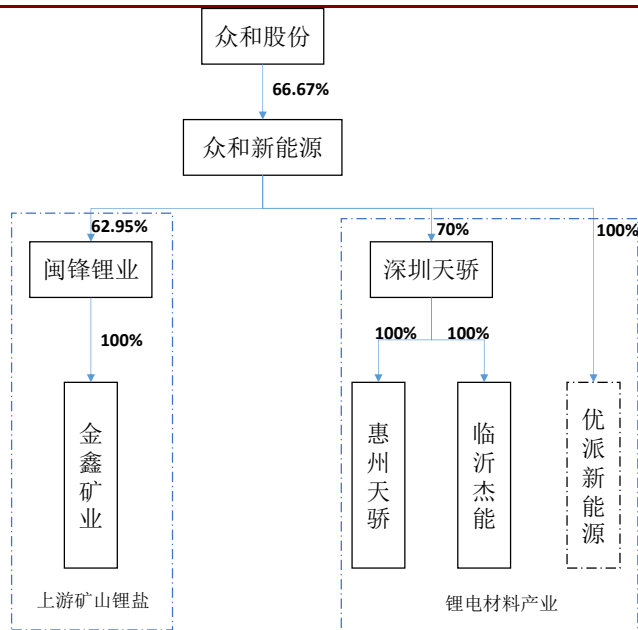 众和股份
66.67%
众和新能源
62.95%
70%
100%
闽锋锂业
深圳天骄
100%
100%
100%
金鑫矿业
惠州天骄
临沂杰能
优派新能源
上游矿山锂盐
锂电材料产业